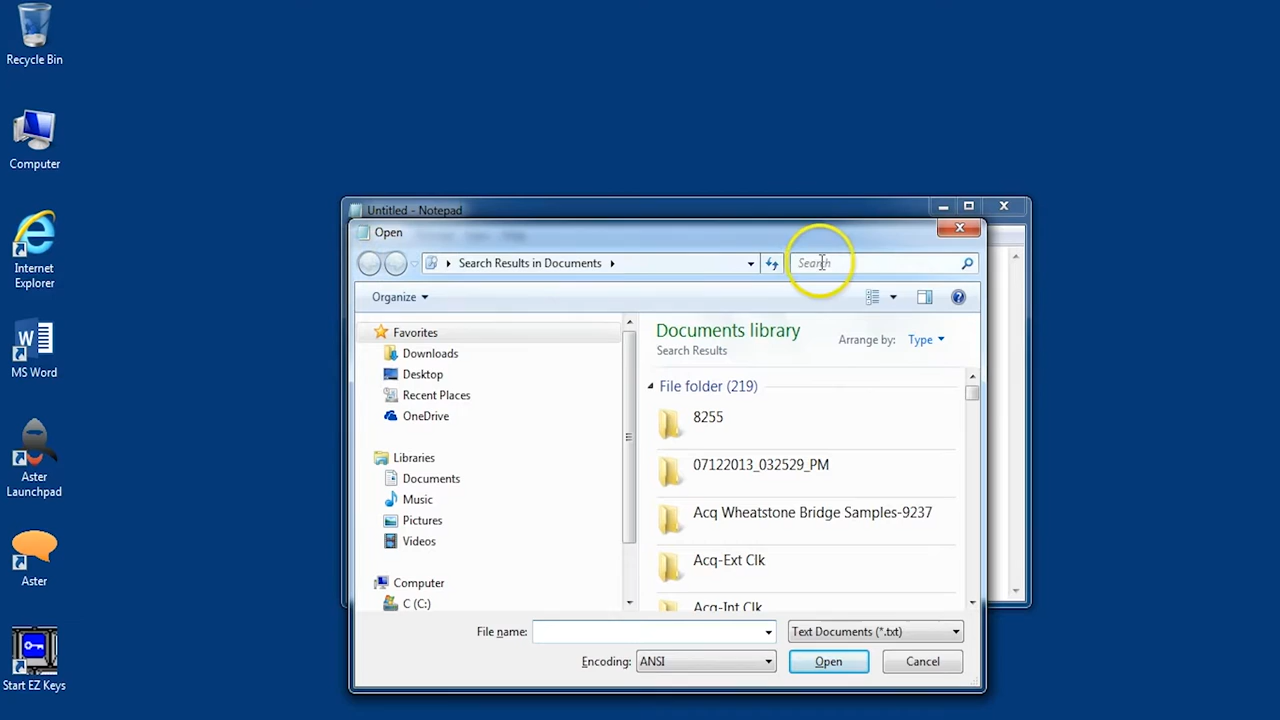 Recycle Bin
Computer
Internet
Explorer
MS Word
Aster
Launchpad
Aster
Start EZ Keys
Untitled - Notepad
Open
Search Results in Documents
Search
Organize
Favorites
Downloads
Desktop
Recent Places
OneDrive
Libraries
Documents
Music
Pictures
Videos
Computer
C (C:)
Documents library
Search Results
Arrange by: Type
File folder (219)
8255
07122013_032529_PM
Acq Wheatstone Bridge Samples-9237
Acq-Ext Clk
Acq-Int Clk
File name:
Text Documents (*.txt)
Encoding: ANSI
Open
Cancel